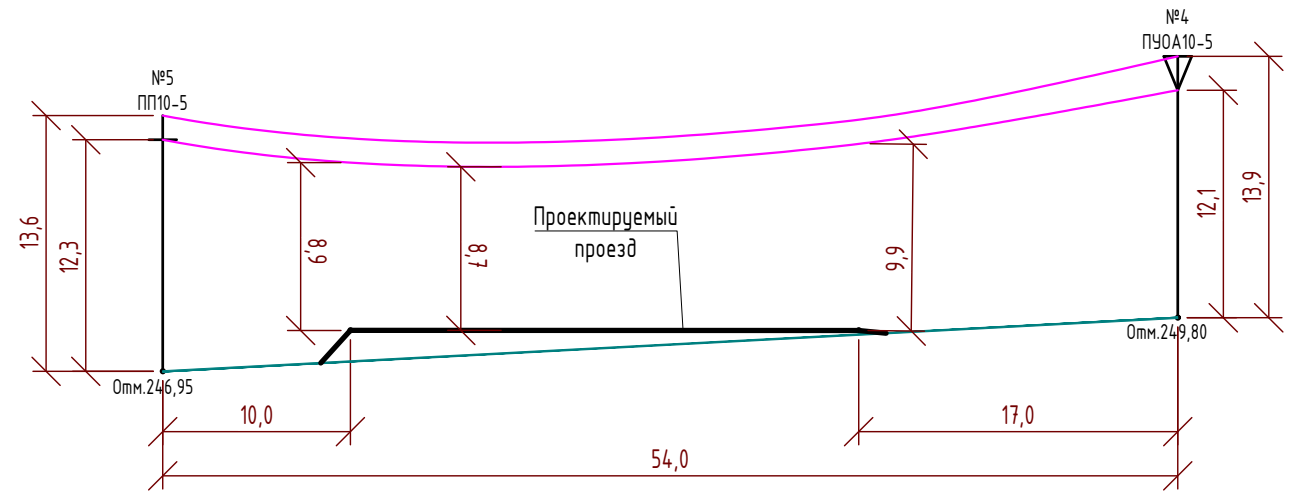 №4
ПУОА10-5
№5
ПП10-5
13,6
12,3
8,9
8,7
Проектируемый
проезд
9,9
12,1
13,9
Отм.246,95
Отм.249,80
10,0
17,0
54,0